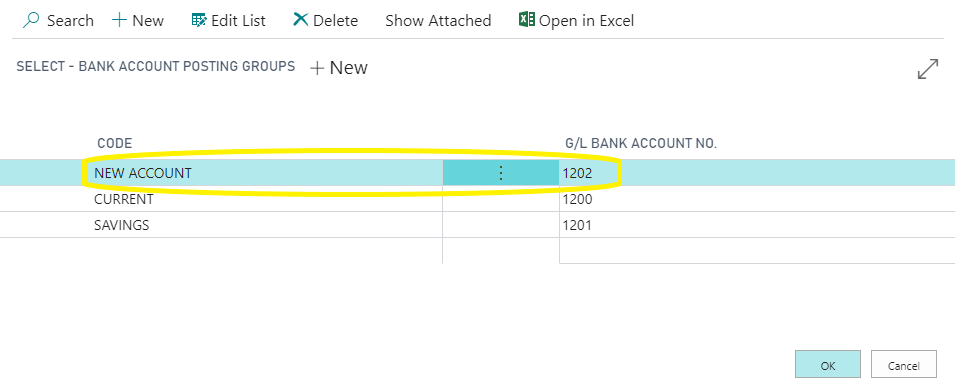 Search + New Edit List Delete Show Attached Open in Excel
SELECT - BANK ACCOUNT POSTING GROUPS + New
CODE G/L BANK ACCOUNT NO.
NEW ACCOUNT 1202
CURRENT 1200
SAVINGS 1201
OK Cancel